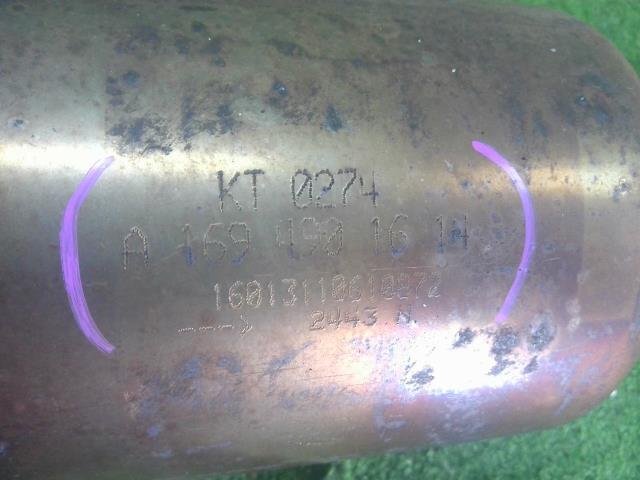 KT 0274
A 169 490 16 14
16013110610872
----> 2443 N.